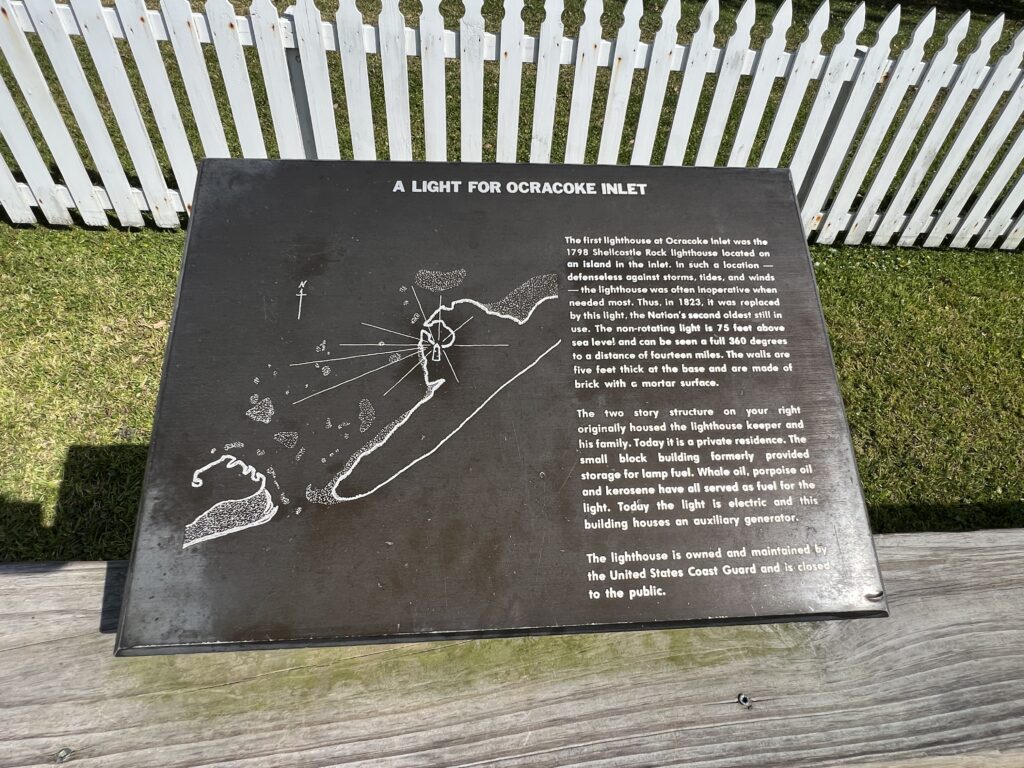 A LIGHT FOR OCRACOKE INLET
N
The first lighthouse at Ocracoke Inlet was the
1798 Shellcastle Rock lighthouse located on
an island in the inlet. In such a location —
defenseless against storms, tides, and winds
— the lighthouse was often inoperative when
needed most. Thus, in 1823, it was replaced
by this light, the Nation's second oldest still in
use. The non-rotating light is 75 feet above
sea level and can be seen a full 360 degrees
to a distance of fourteen miles. The walls are
five feet thick at the base and are made of
brick with a mortar surface.
The two story structure on your right
originally housed the lighthouse keeper and
his family. Today it is a private residence. The
small block building formerly provided
storage for lamp fuel. Whale oil, porpoise oil
and kerosene have all served as fuel for the
light. Today the light is electric and this
building houses an auxiliary generator.
The lighthouse is owned and maintained by
the United States Coast Guard and is closed
to the public.